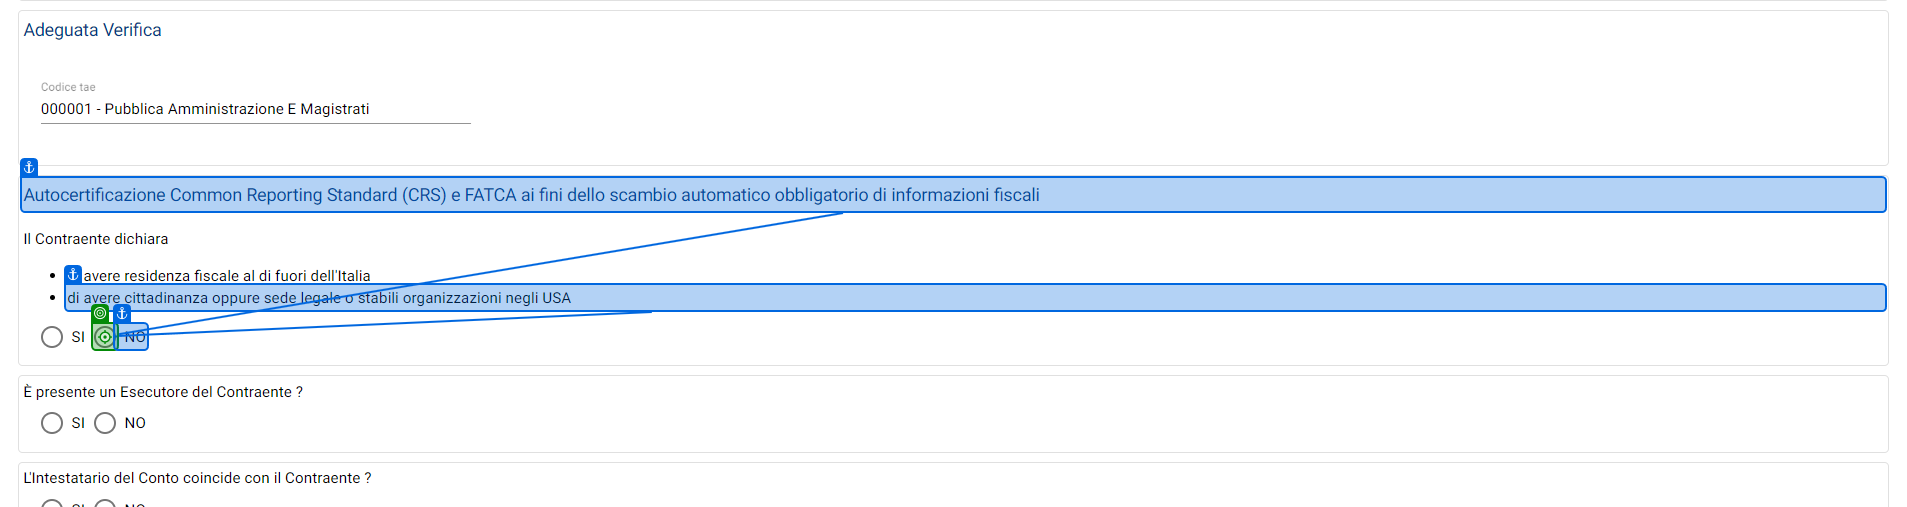 Adeguata Verifica
Codice tae
000001 - Pubblica Amministrazione E Magistrati
Autocertificazione Common Reporting Standard (CRS) e FATCA ai fini dello scambio automatico obbligatorio di informazioni fiscali
Il Contraente dichiara
avere residenza fiscale al di fuori dell'Italia
di avere cittadinanza oppure sede legale o stabili organizzazioni negli USA
SI NO
È presente un Esecutore del Contraente ?
SI NO
L'Intestatario del Conto coincide con il Contraente ?
SI NO